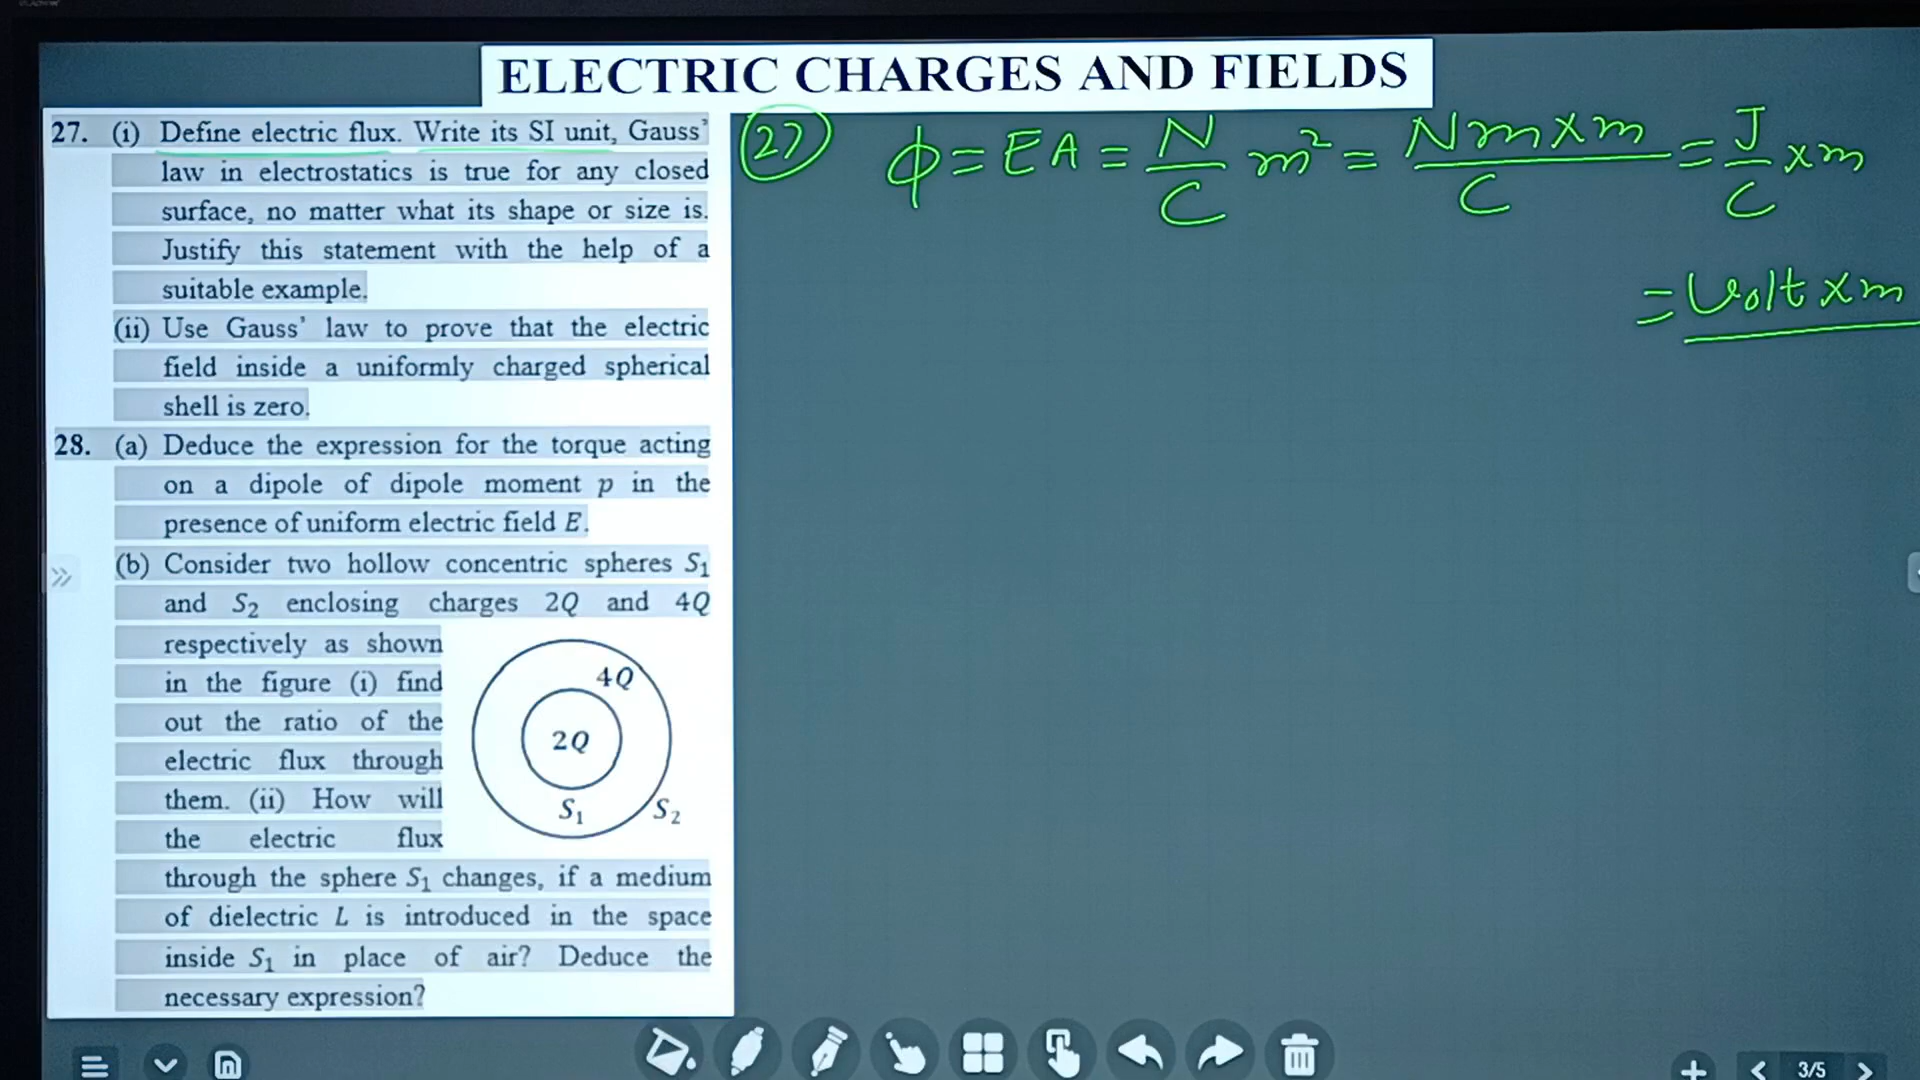 ELECTRIC CHARGES AND FIELDS
27. (i) Define electric flux. Write its SI unit, Gauss'
law in electrostatics is true for any closed
surface, no matter what its shape or size is.
Justify this statement with the help of a
suitable example.
(ii) Use Gauss' law to prove that the electric
field inside a uniformly charged spherical
shell is zero.
28. (a) Deduce the expression for the torque acting
on a dipole of dipole moment p in the
presence of uniform electric field E.
(b) Consider two hollow concentric spheres S₁
and S₂ enclosing charges 2Q and 4Q
respectively as shown
in the figure (i) find
out the ratio of the
electric flux through
them. (ii) How will
the electric flux
through the sphere S₁ changes, if a medium
of dielectric L is introduced in the space
inside S₁ in place of air? Deduce the
necessary expression?
4Q
2Q
S₁
S₂
(27) ϕ = EA = N/C m² = Nm×m/C = J/C ×m
= Volt×m
3/5